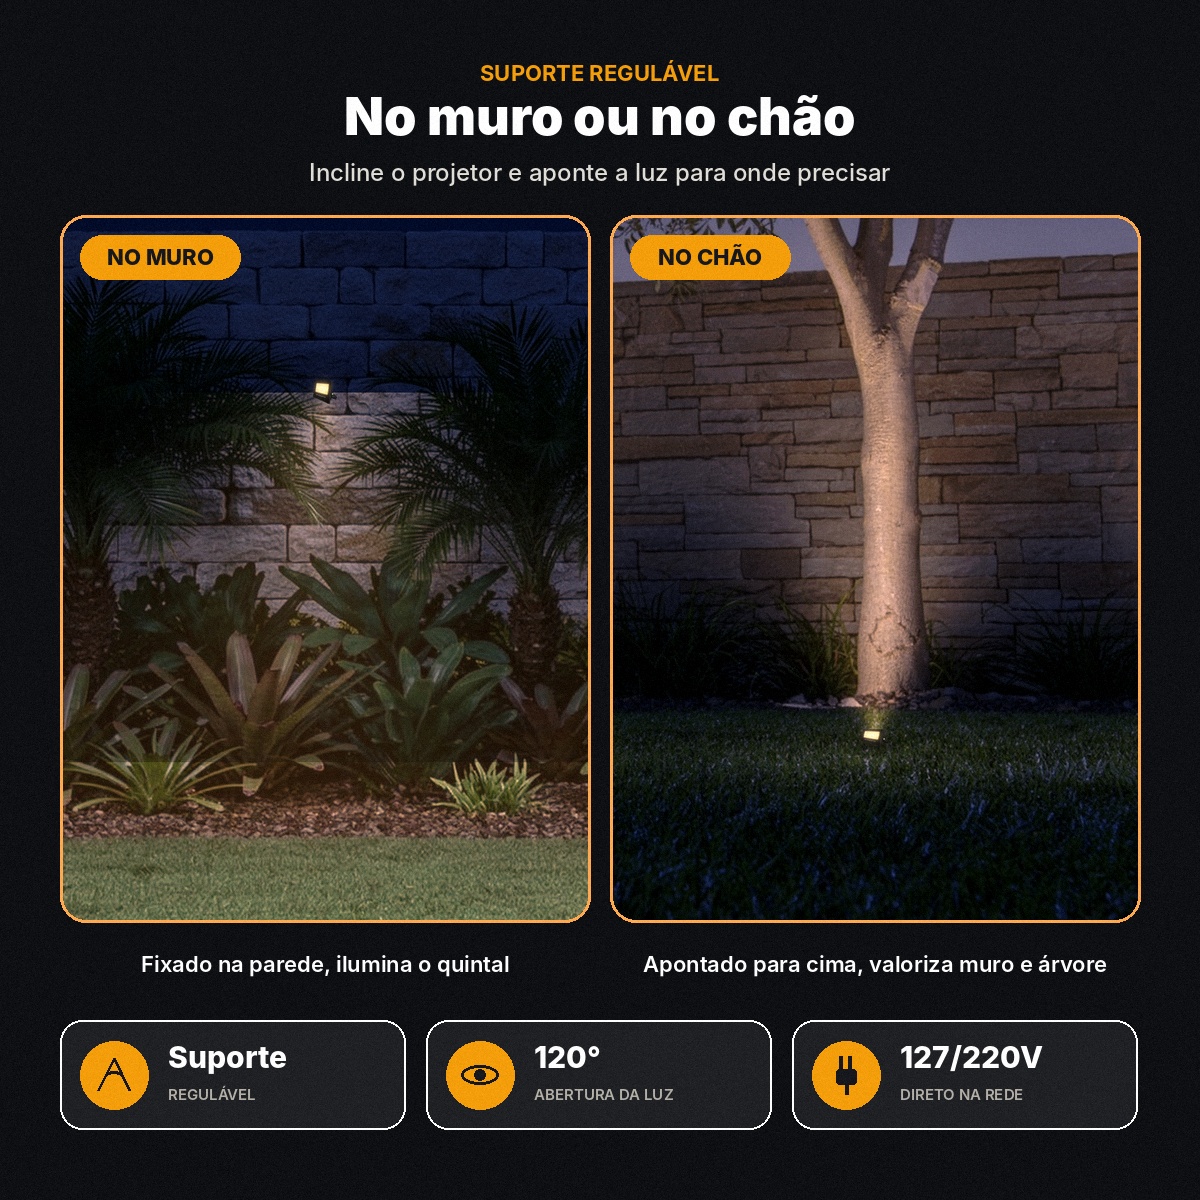 SUPORTE REGULÁVEL
No muro ou no chão
Incline o projetor e aponte a luz para onde precisar
NO MURO
NO CHÃO
Fixado na parede, ilumina o quintal
Apontado para cima, valoriza muro e árvore
Suporte
REGULÁVEL
120°
ABERTURA DA LUZ
127/220V
DIRETO NA REDE